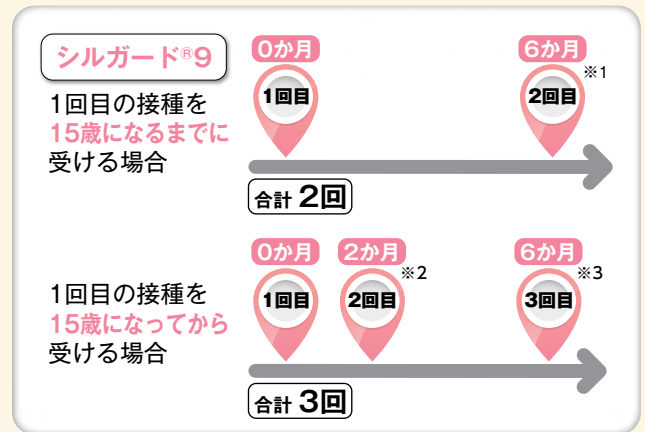 シルガード®9
1回目の接種を
15歳になるまでに
受ける場合
0か月
6か月
1回目
2回目
※1
合計 2回
1回目の接種を
15歳になってから
受ける場合
0か月
2か月
6か月
1回目
2回目
※2
3回目
※3
合計 3回